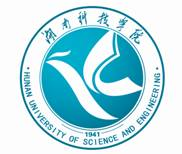 湖南科技学院
HUNAN UNIVERSITY OF SCIENCE AND ENGINEERING
1941